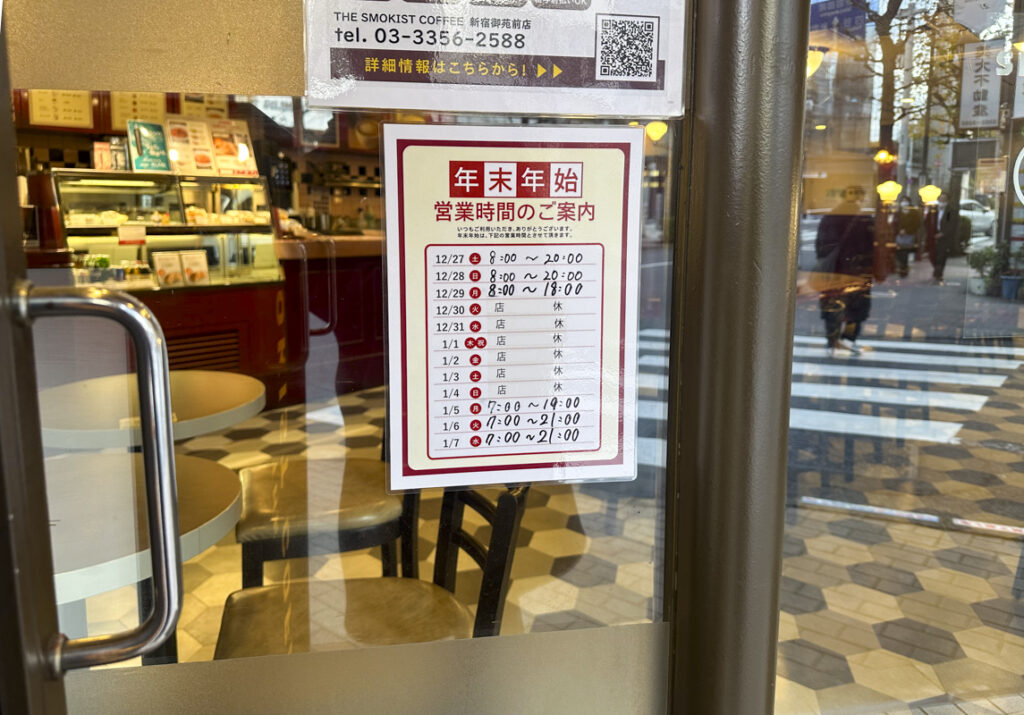 THE SMOKIST COFFEE 新宿御苑前店
tel. 03-3356-2588
詳細情報はこちらから! ▶▶
年末年始
営業時間のご案内
いつもご利用いただき、ありがとうございます。
年末年始は、下記の営業時間とさせて頂きます。
12/27 土 8:00 ~ 20:00
12/28 日 8:00 ~ 20:00
12/29 月 8:00 ~ 18:00
12/30 火 店 休
12/31 水 店 休
1/1 木 祝 店 休
1/2 金 店 休
1/3 土 店 休
1/4 日 店 休
1/5 月 7:00 ~ 19:00
1/6 火 7:00 ~ 21:00
1/7 水 7:00 ~ 21:00
大不動産